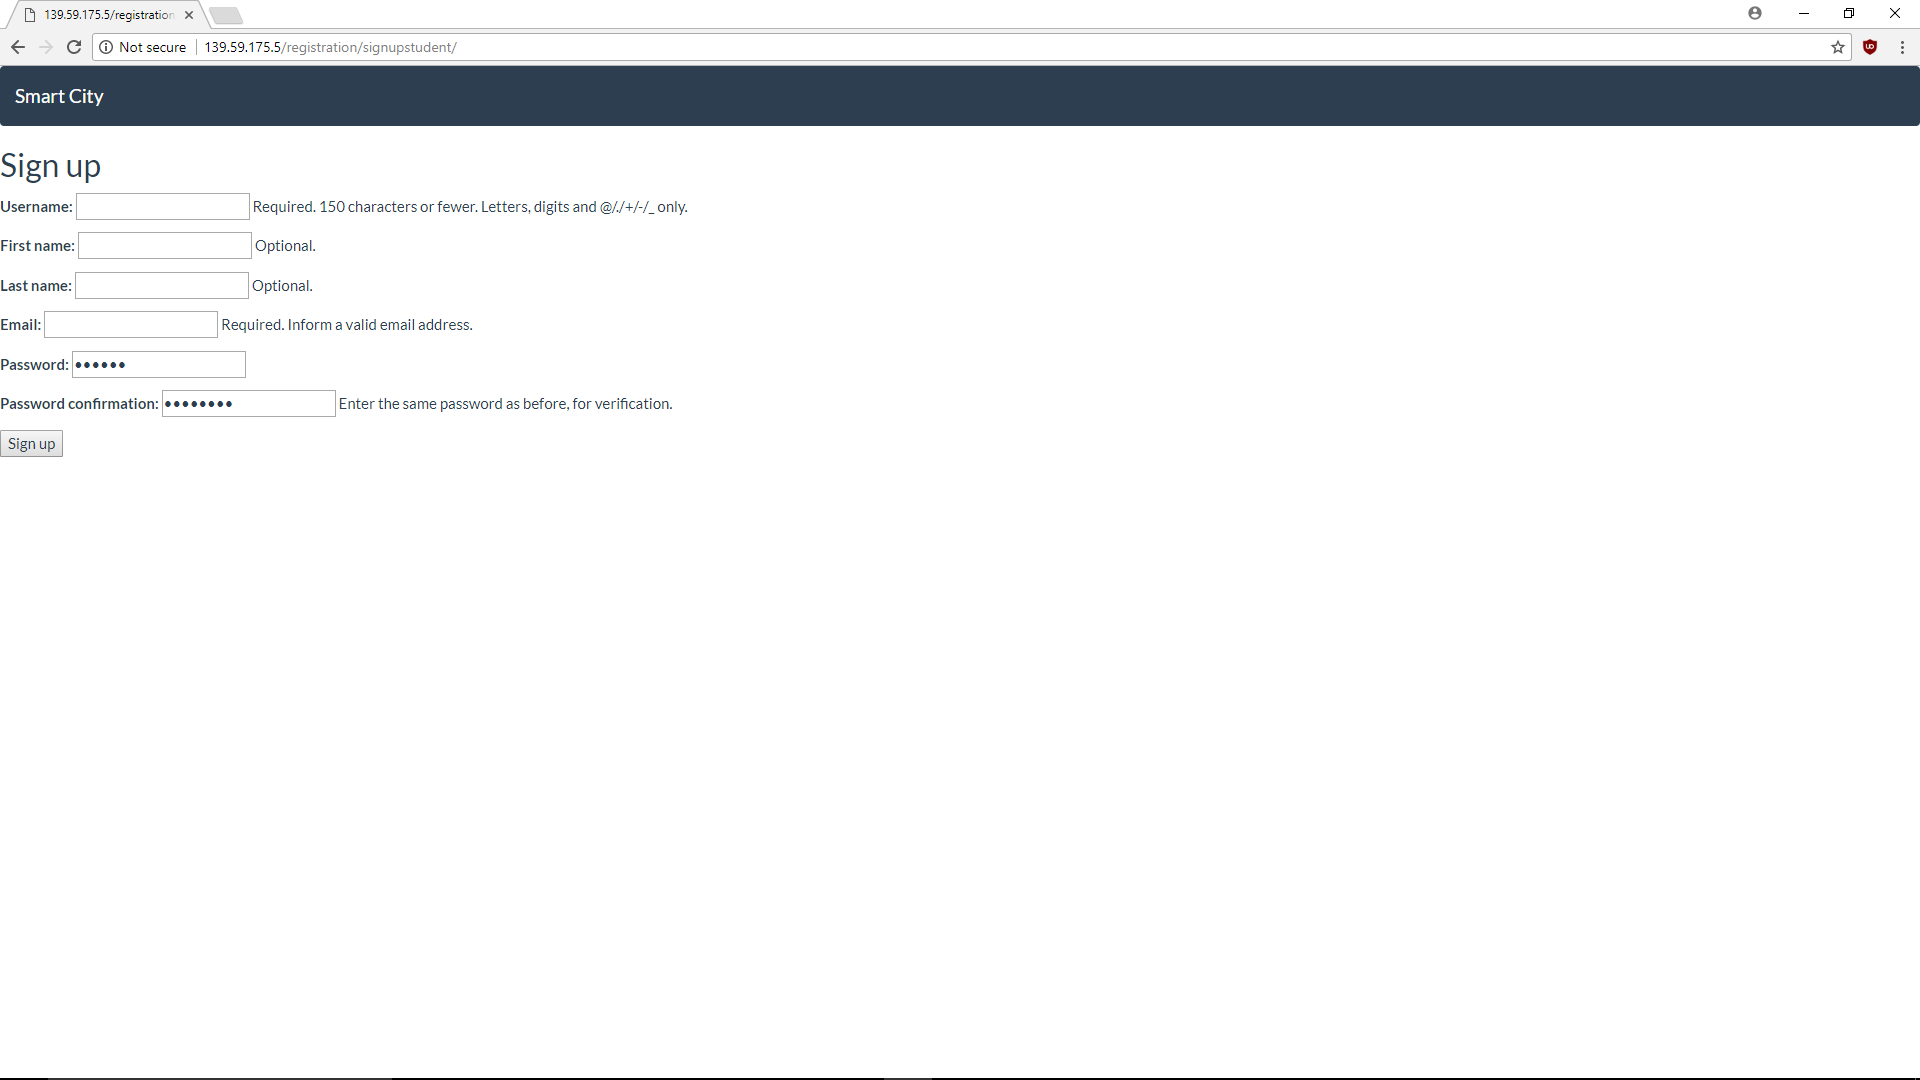 139.59.175.5/registration
Not secure 139.59.175.5/registration/signupstudent/
Smart City
Sign up
Username: Required. 150 characters or fewer. Letters, digits and @/./+/-/_ only.
First name: Optional.
Last name: Optional.
Email: Required. Inform a valid email address.
Password: ••••••
Password confirmation: •••••••• Enter the same password as before, for verification.
Sign up